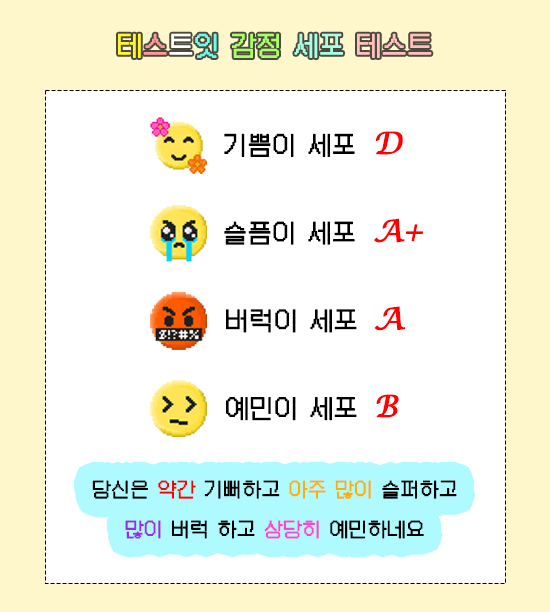 테스트잇 감정 세포 테스트
기쁨이 세포 D
슬픔이 세포 A+
$!?#%
버럭이 세포 A
예민이 세포 B
당신은 약간 기뻐하고 아주 많이 슬퍼하고
많이 버럭 하고 상당히 예민하네요